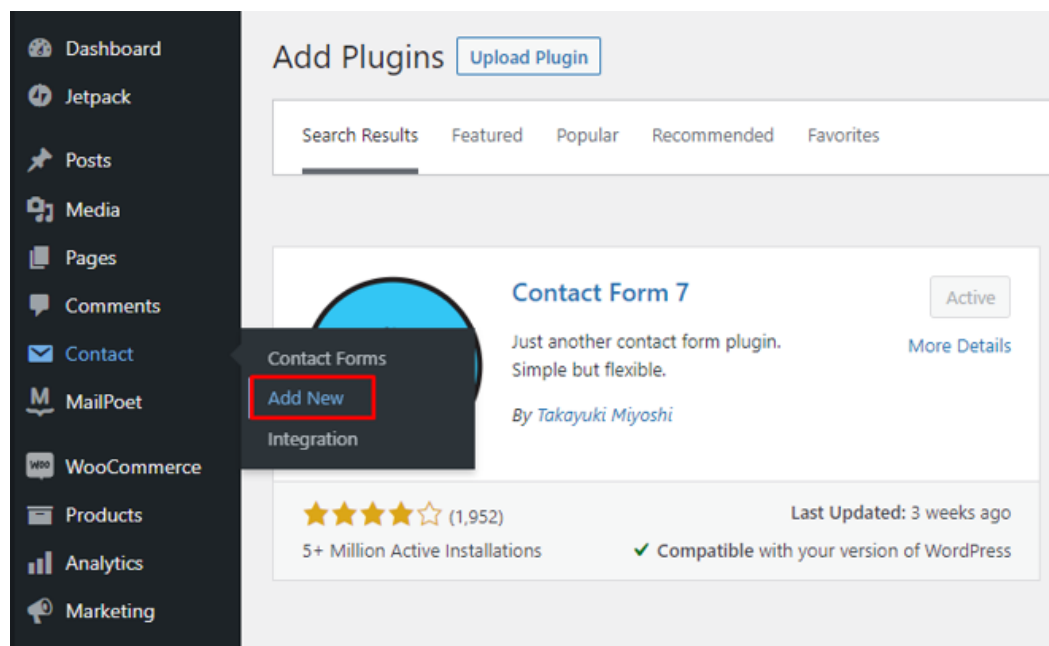 Dashboard
Jetpack
Posts
Media
Pages
Comments
Contact
MailPoet
WooCommerce
Products
Analytics
Marketing
Contact Forms
Add New
Integration
Add Plugins Upload Plugin
Search Results Featured Popular Recommended Favorites
Contact Form 7 Active
Just another contact form plugin. More Details
Simple but flexible.
By Takayuki Miyoshi
(1,952) Last Updated: 3 weeks ago
5+ Million Active Installations Compatible with your version of WordPress